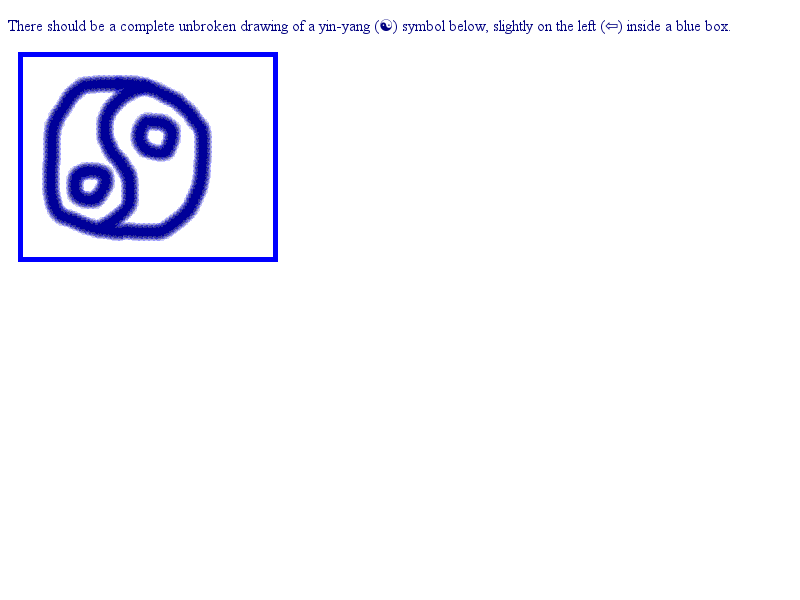 There should be a complete unbroken drawing of a yin-yang (☯) symbol below, slightly on the left (⇦) inside a blue box.